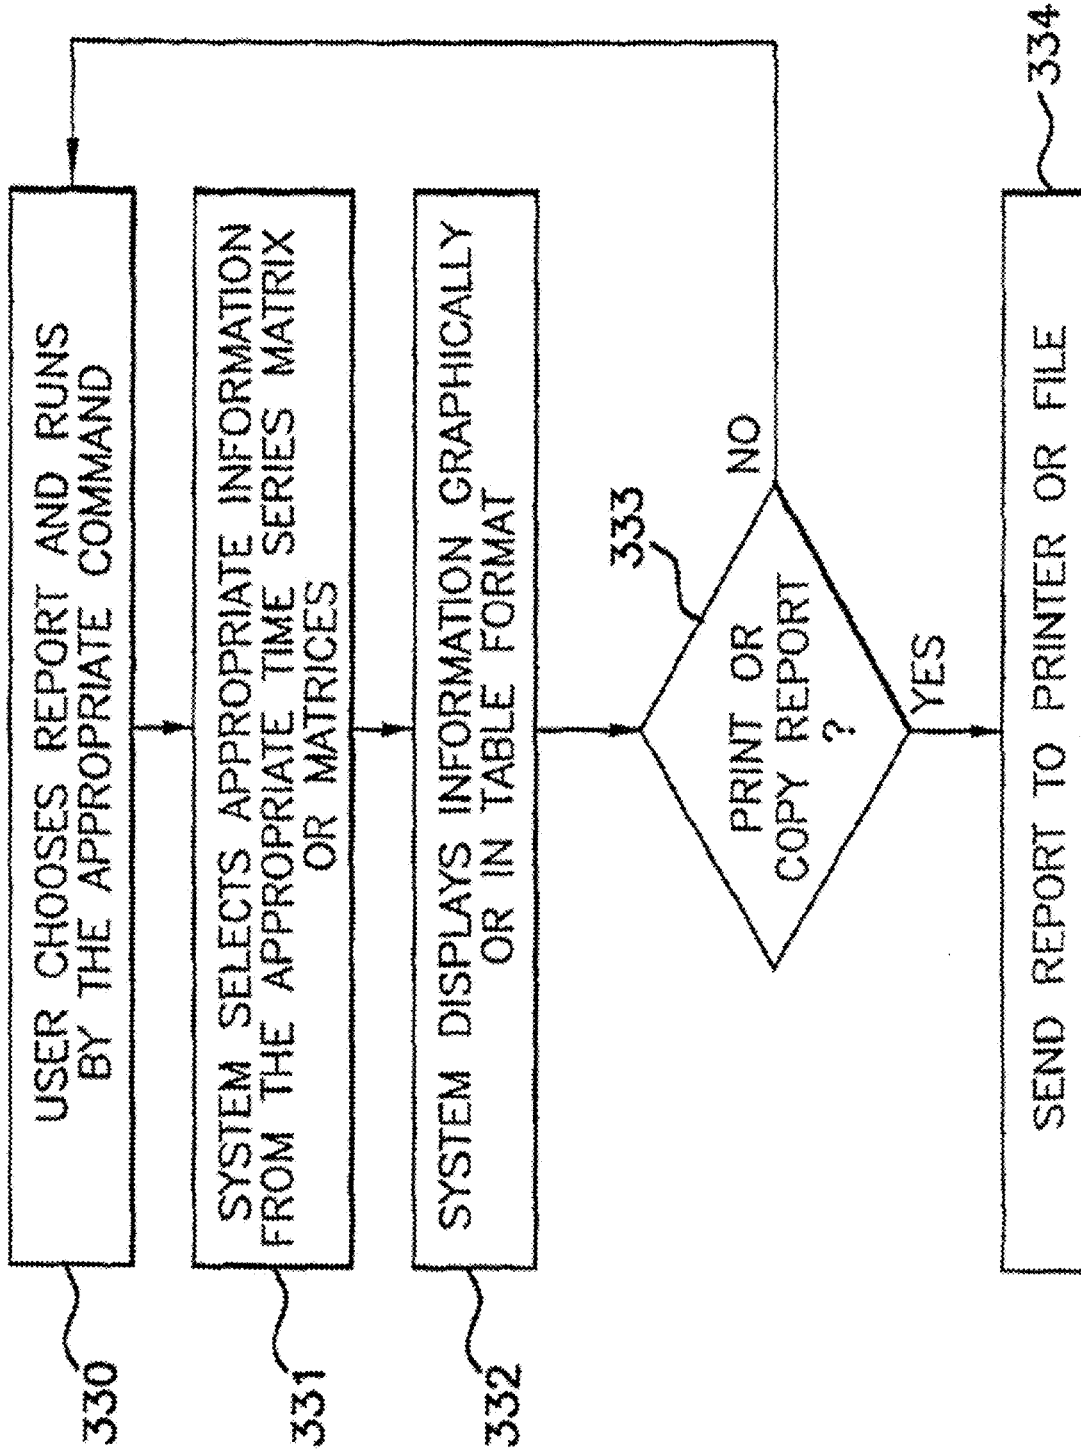 330
USER CHOOSES REPORT AND RUNS
BY THE APPROPRIATE COMMAND
331
SYSTEM SELECTS APPROPRIATE INFORMATION
FROM THE APPROPRIATE TIME SERIES MATRIX
OR MATRICES
332
SYSTEM DISPLAYS INFORMATION GRAPHICALLY
OR IN TABLE FORMAT
333
PRINT OR
COPY REPORT
?
NO
YES
334
SEND REPORT TO PRINTER OR FILE